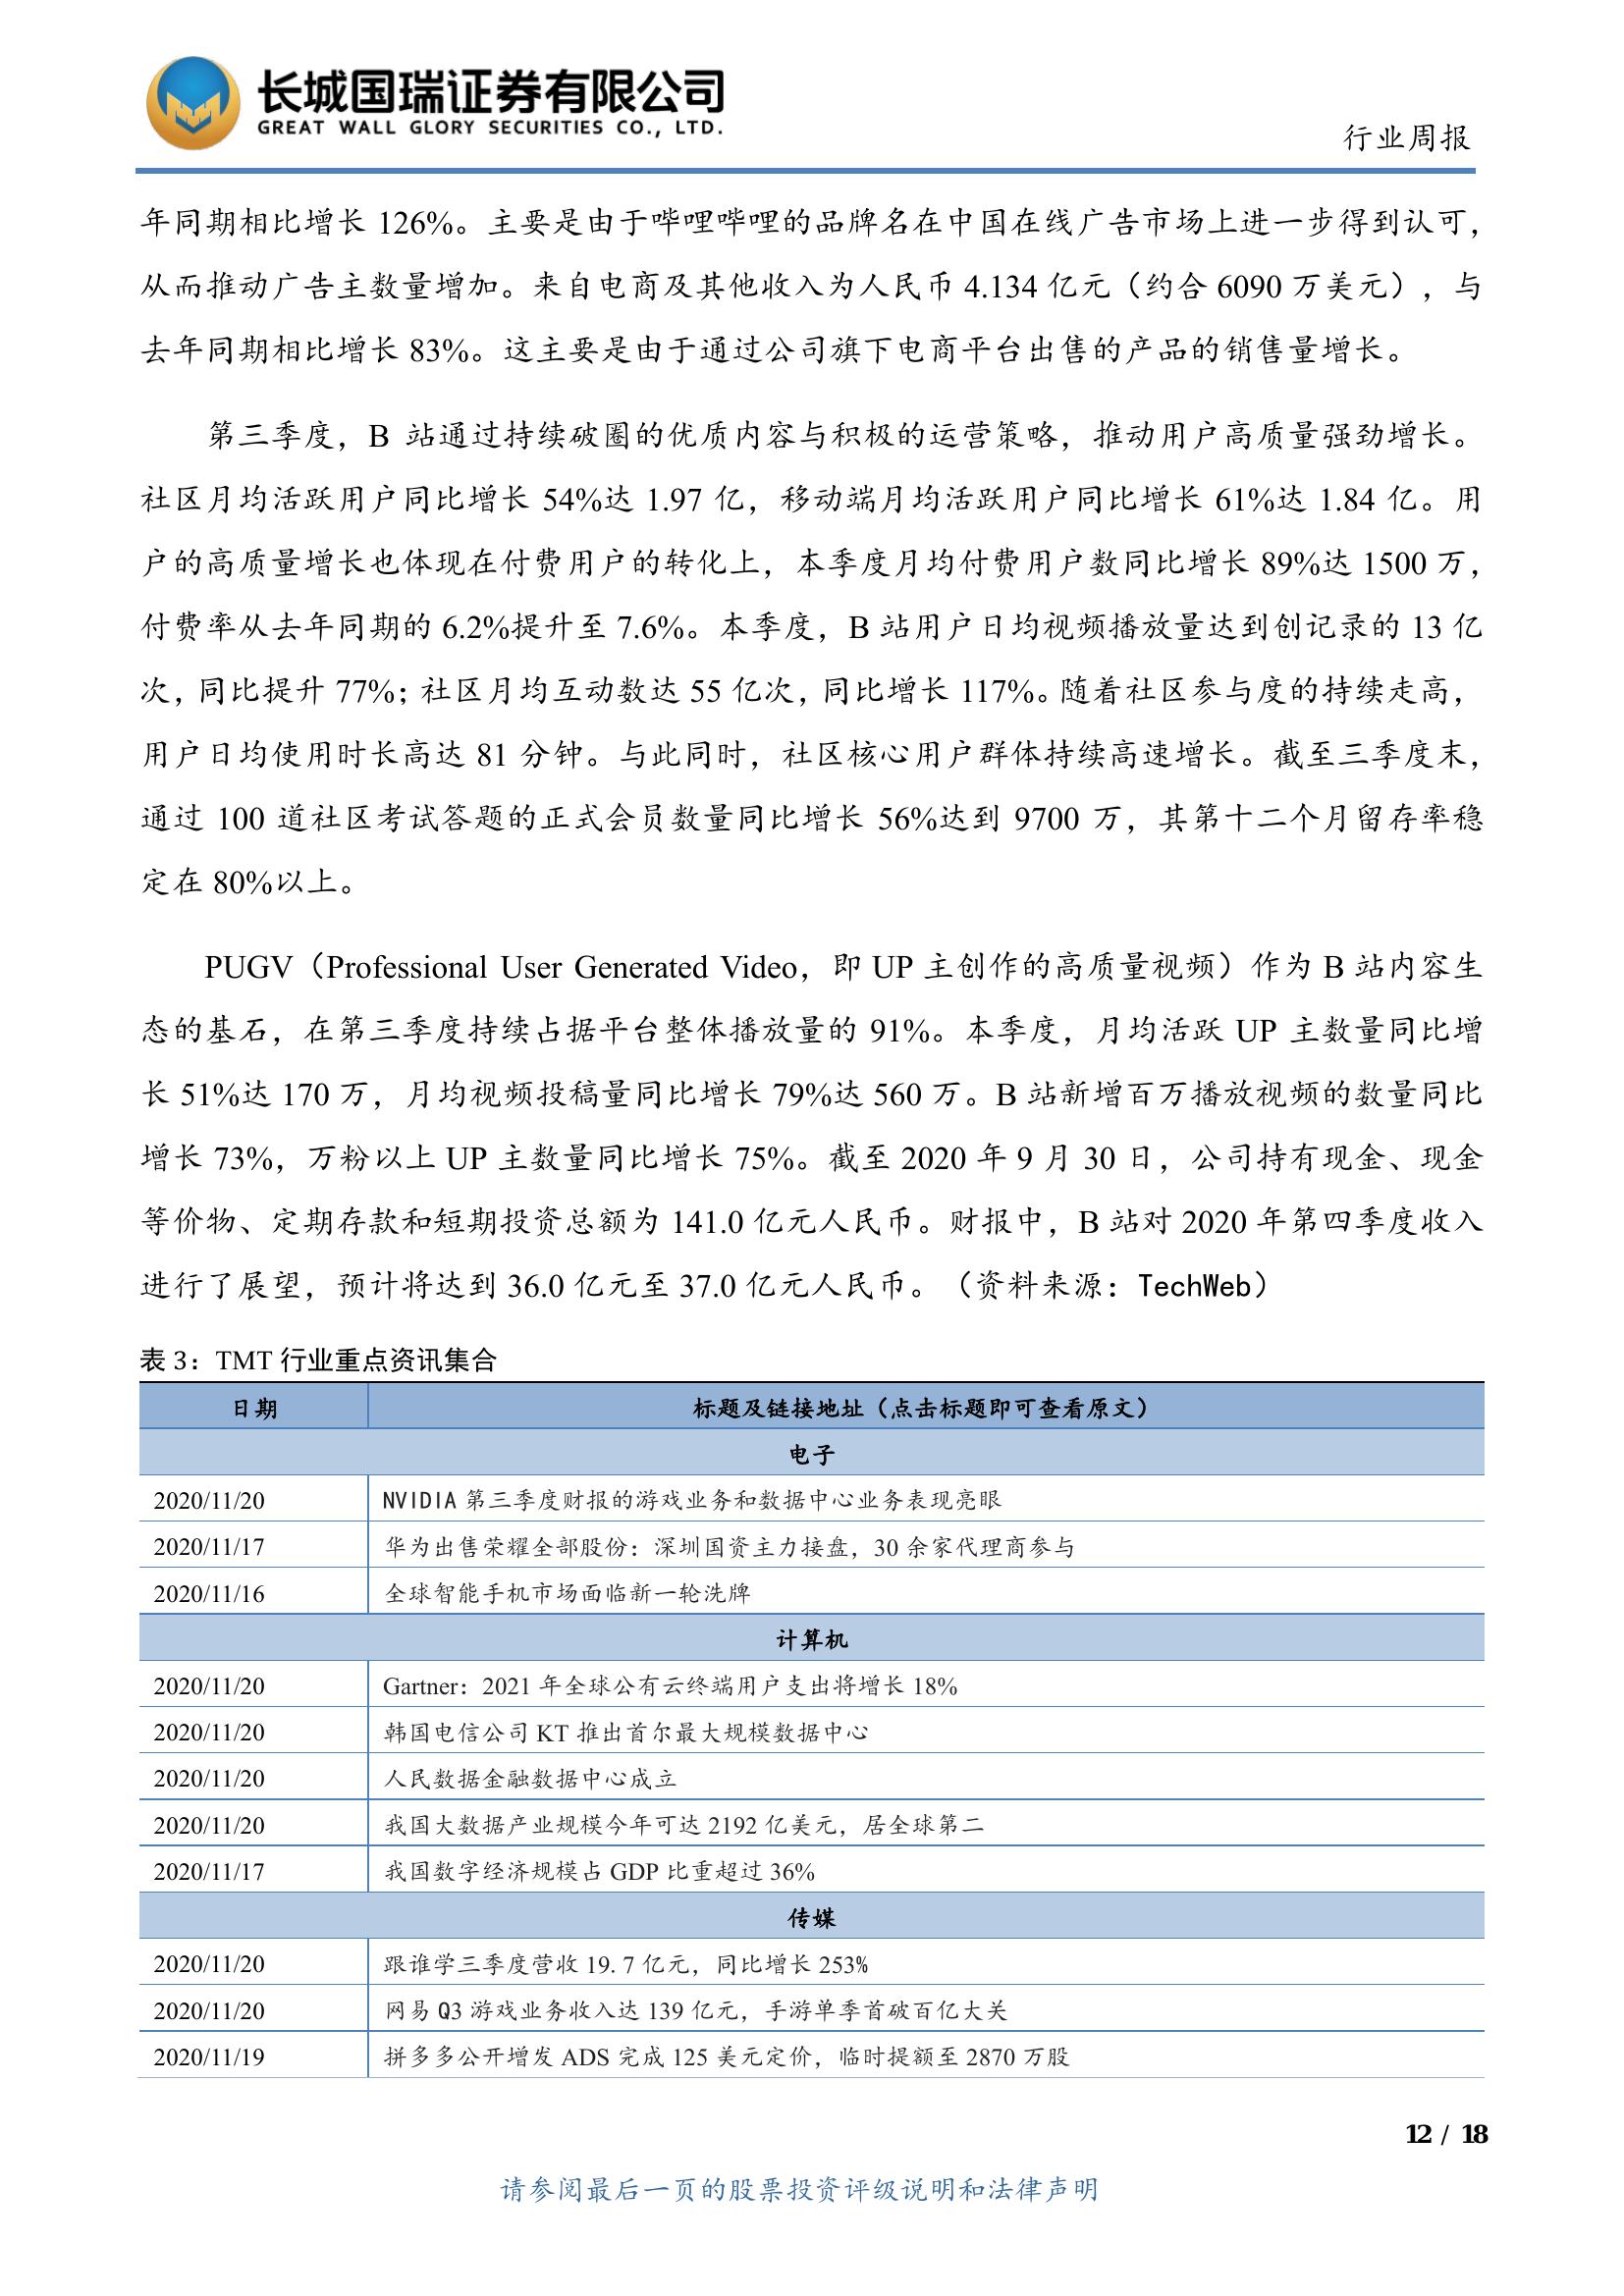 长城国瑞证券有限公司
GREAT WALL GLORY SECURITIES CO., LTD.
行业周报
年同期相比增长 126%。主要是由于哔哩哔哩的品牌名在中国在线广告市场上进一步得到认可，
从而推动广告主数量增加。来自电商及其他收入为人民币 4.134 亿元（约合 6090 万美元），与
去年同期相比增长 83%。这主要是由于通过公司旗下电商平台出售的产品的销售量增长。
第三季度，B 站通过持续破圈的优质内容与积极的运营策略，推动用户高质量强劲增长。
社区月均活跃用户同比增长 54%达 1.97 亿，移动端月均活跃用户同比增长 61%达 1.84 亿。用
户的高质量增长也体现在付费用户的转化上，本季度月均付费用户数同比增长 89%达 1500 万，
付费率从去年同期的 6.2%提升至 7.6%。本季度，B 站用户日均视频播放量达到创记录的 13 亿
次，同比提升 77%；社区月均互动数达 55 亿次，同比增长 117%。随着社区参与度的持续走高，
用户日均使用时长高达 81 分钟。与此同时，社区核心用户群体持续高速增长。截至三季度末，
通过 100 道社区考试答题的正式会员数量同比增长 56%达到 9700 万，其第十二个月留存率稳
定在 80%以上。
PUGV（Professional User Generated Video，即 UP 主创作的高质量视频）作为 B 站内容生
态的基石，在第三季度持续占据平台整体播放量的 91%。本季度，月均活跃 UP 主数量同比增
长 51%达 170 万，月均视频投稿量同比增长 79%达 560 万。B 站新增百万播放视频的数量同比
增长 73%，万粉以上 UP 主数量同比增长 75%。截至 2020 年 9 月 30 日，公司持有现金、现金
等价物、定期存款和短期投资总额为 141.0 亿元人民币。财报中，B 站对 2020 年第四季度收入
进行了展望，预计将达到 36.0 亿元至 37.0 亿元人民币。（资料来源：TechWeb）
表 3：TMT 行业重点资讯集合
日期 标题及链接地址（点击标题即可查看原文）
电子
2020/11/20 NVIDIA 第三季度财报的游戏业务和数据中心业务表现亮眼
2020/11/17 华为出售荣耀全部股份：深圳国资主力接盘，30 余家代理商参与
2020/11/16 全球智能手机市场面临新一轮洗牌
计算机
2020/11/20 Gartner：2021 年全球公有云终端用户支出将增长 18%
2020/11/20 韩国电信公司 KT 推出首尔最大规模数据中心
2020/11/20 人民数据金融数据中心成立
2020/11/20 我国大数据产业规模今年可达 2192 亿美元，居全球第二
2020/11/17 我国数字经济规模占 GDP 比重超过 36%
传媒
2020/11/20 跟谁学三季度营收 19. 7 亿元，同比增长 253%
2020/11/20 网易 Q3 游戏业务收入达 139 亿元，手游单季首破百亿大关
2020/11/19 拼多多公开增发 ADS 完成 125 美元定价，临时提额至 2870 万股
12 / 18
请参阅最后一页的股票投资评级说明和法律声明